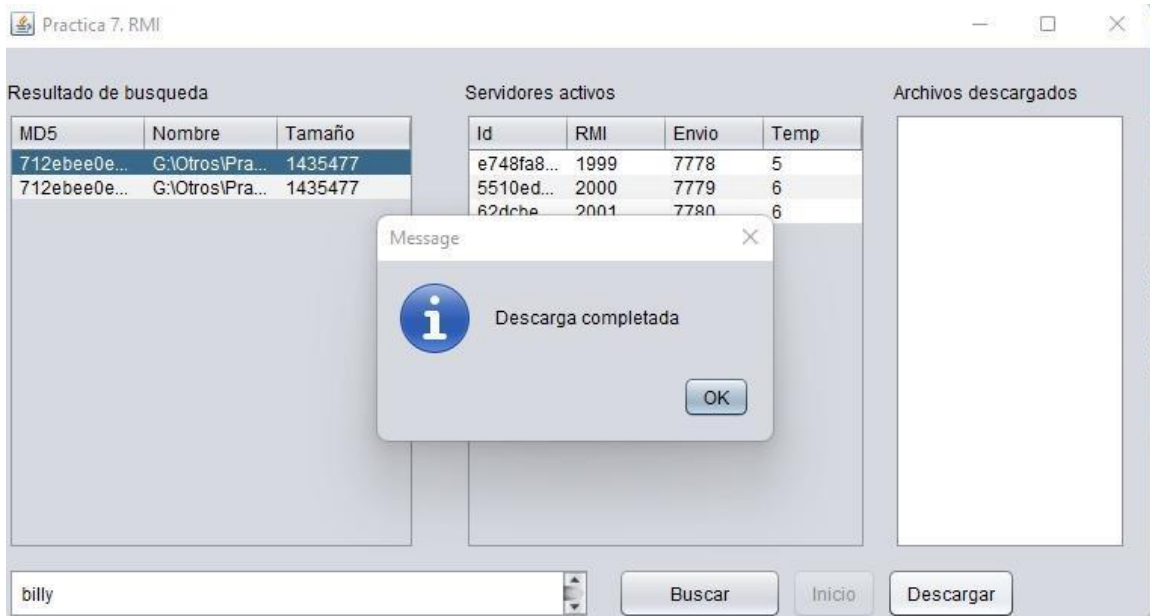 Practica 7. RMI
Resultado de busqueda
Servidores activos
Archivos descargados
MD5 Nombre Tamaño
712ebee0e... G:\Otros\Pra... 1435477
712ebee0e... G:\Otros\Pra... 1435477
Id RMI Envio Temp
e748fa8... 1999 7778 5
5510ed... 2000 7779 6
62dcbe 2001 7780 6
Message
Descarga completada
OK
billy
Buscar
Inicio
Descargar